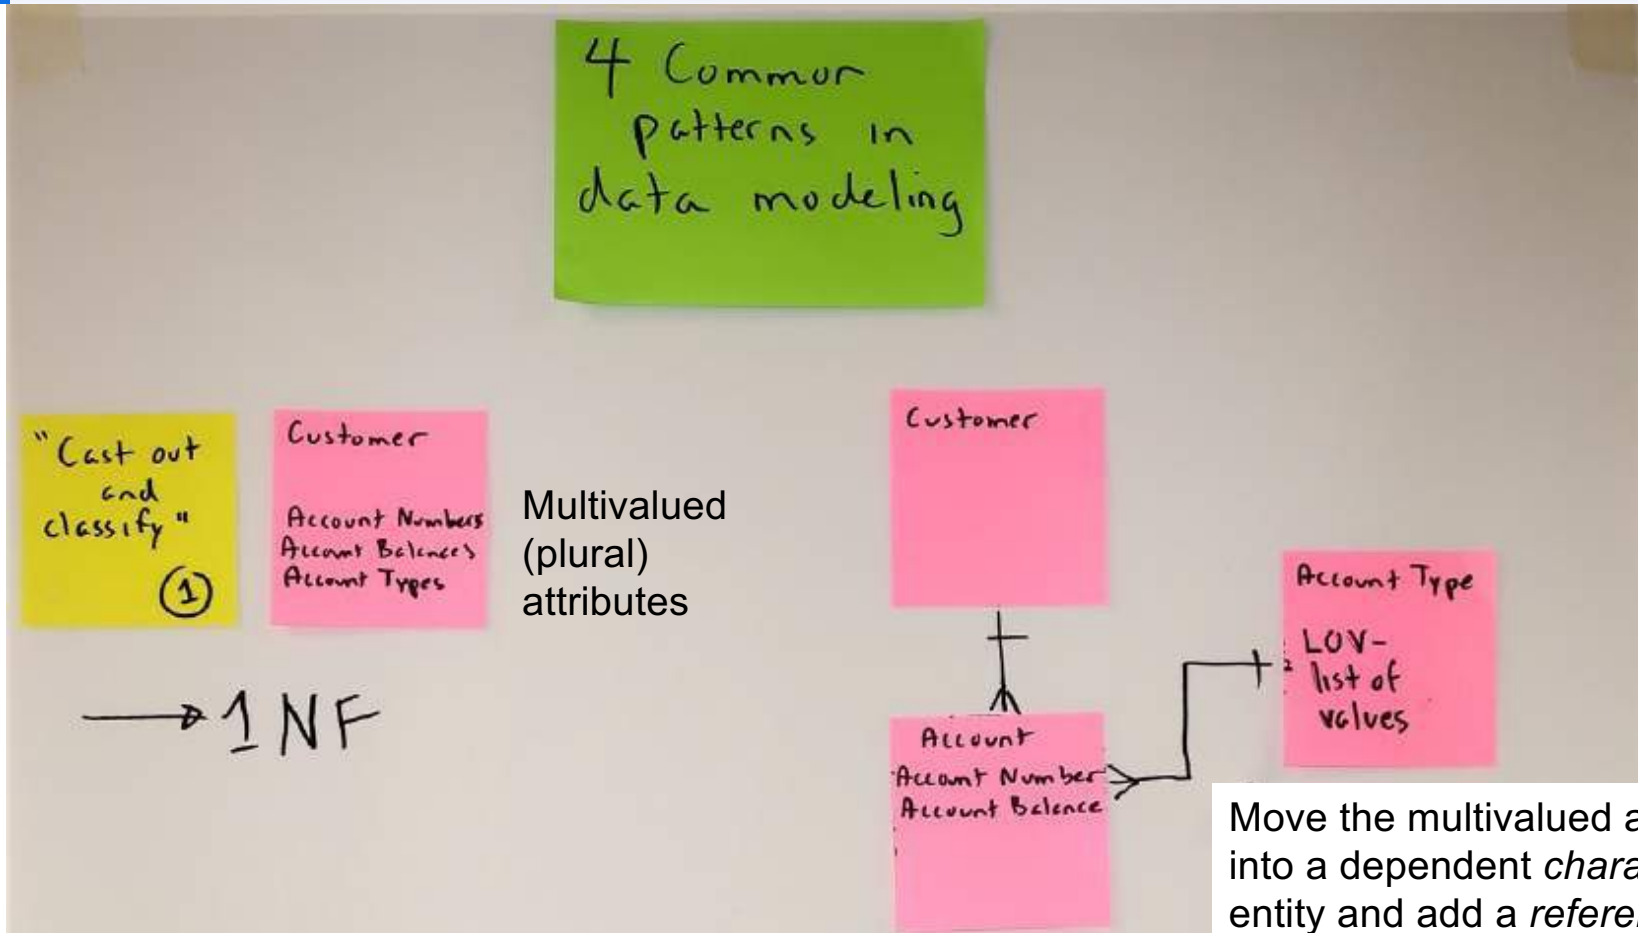 4 Common
patterns in
data modeling
"Cast out
and
classify"
1
Customer
Account Numbers
Account Balances
Account Types
Multivalued
(plural)
attributes
→ 1NF
Customer
Account
Account Number
Account Balance
Account Type
LOV-
list of
values
Move the multivalued a
into a dependent chara
entity and add a refere